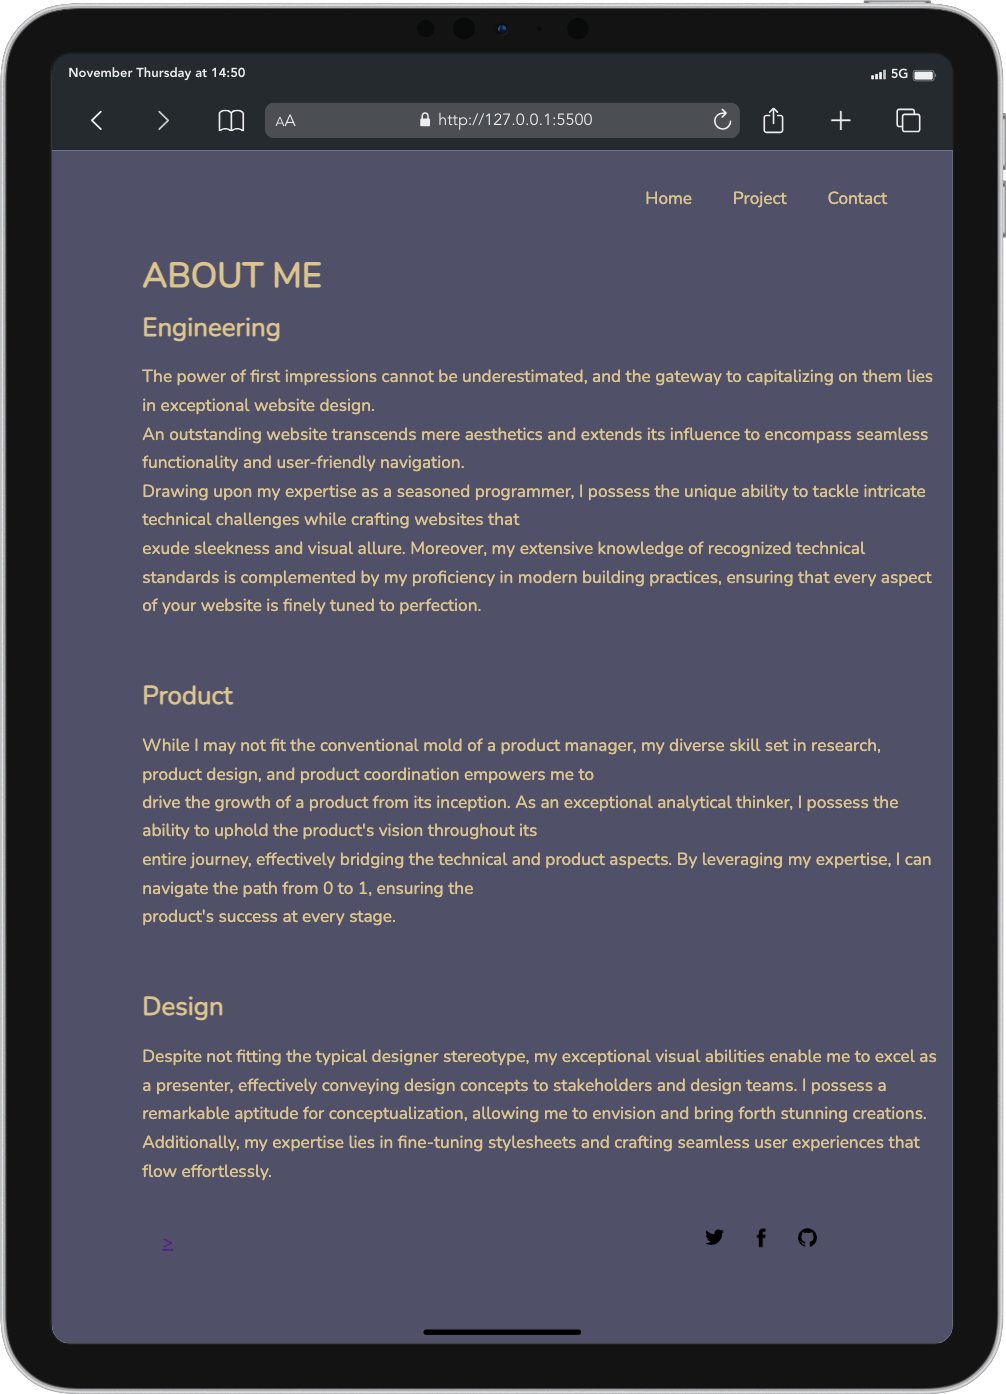 November Thursday at 14:50
5G
AA
http://127.0.0.1:5500
Home Project Contact
ABOUT ME
Engineering
The power of first impressions cannot be underestimated, and the gateway to capitalizing on them lies
in exceptional website design.
An outstanding website transcends mere aesthetics and extends its influence to encompass seamless
functionality and user-friendly navigation.
Drawing upon my expertise as a seasoned programmer, I possess the unique ability to tackle intricate
technical challenges while crafting websites that
exude sleekness and visual allure. Moreover, my extensive knowledge of recognized technical
standards is complemented by my proficiency in modern building practices, ensuring that every aspect
of your website is finely tuned to perfection.
Product
While I may not fit the conventional mold of a product manager, my diverse skill set in research,
product design, and product coordination empowers me to
drive the growth of a product from its inception. As an exceptional analytical thinker, I possess the
ability to uphold the product's vision throughout its
entire journey, effectively bridging the technical and product aspects. By leveraging my expertise, I can
navigate the path from 0 to 1, ensuring the
product's success at every stage.
Design
Despite not fitting the typical designer stereotype, my exceptional visual abilities enable me to excel as
a presenter, effectively conveying design concepts to stakeholders and design teams. I possess a
remarkable aptitude for conceptualization, allowing me to envision and bring forth stunning creations.
Additionally, my expertise lies in fine-tuning stylesheets and crafting seamless user experiences that
flow effortlessly.
>